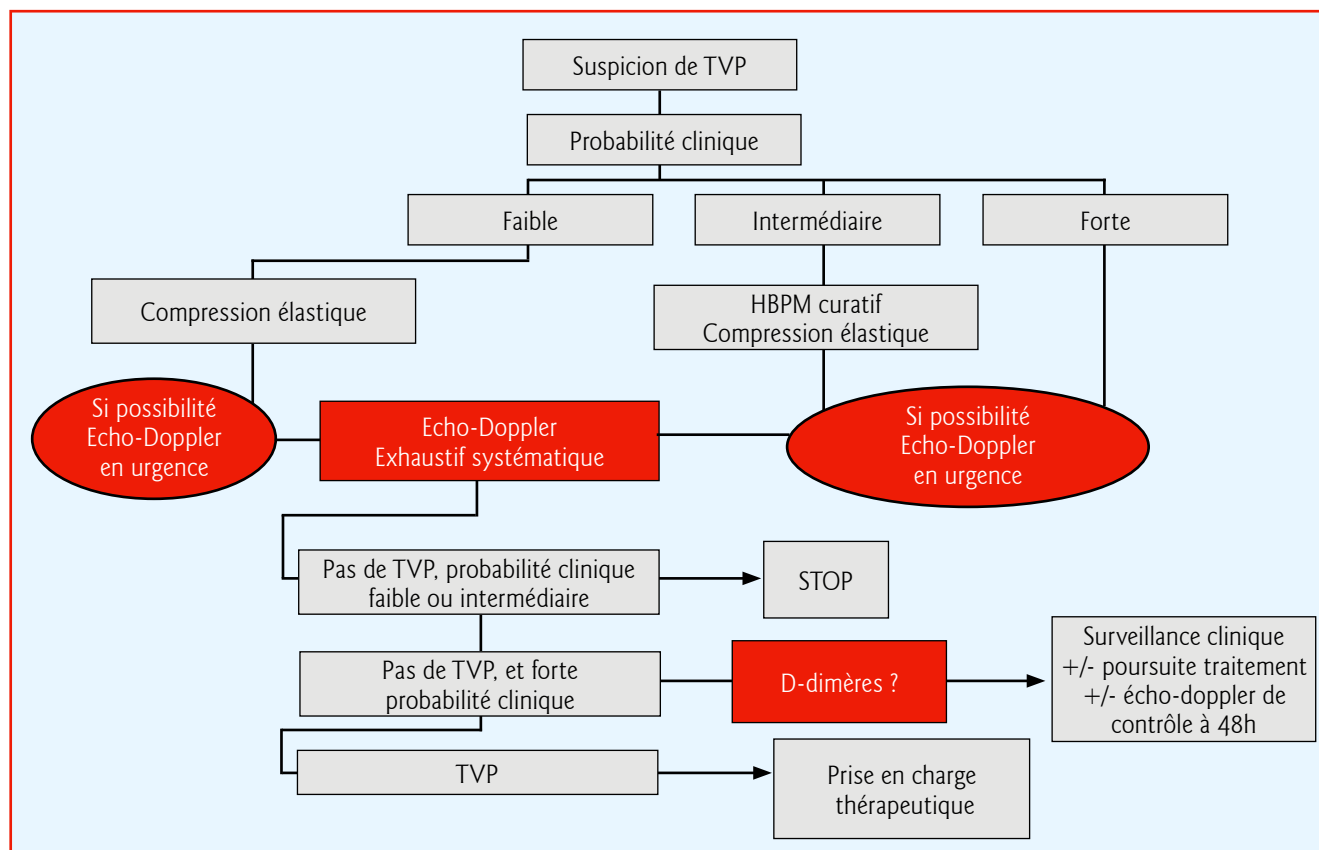 Suspicion de TVP
Probabilité clinique
Faible
Intermédiaire
Forte
Compression élastique
HBPM curatif
Compression élastique
Si possibilité
Echo-Doppler
en urgence
Echo-Doppler
Exhaustif systématique
Si possibilité
Echo-Doppler
en urgence
Pas de TVP, probabilité clinique
faible ou intermédiaire
STOP
Pas de TVP, et forte
probabilité clinique
D-dimères ?
Surveillance clinique
+/- poursuite traitement
+/- écho-doppler de
contrôle à 48h
TVP
Prise en charge
thérapeutique